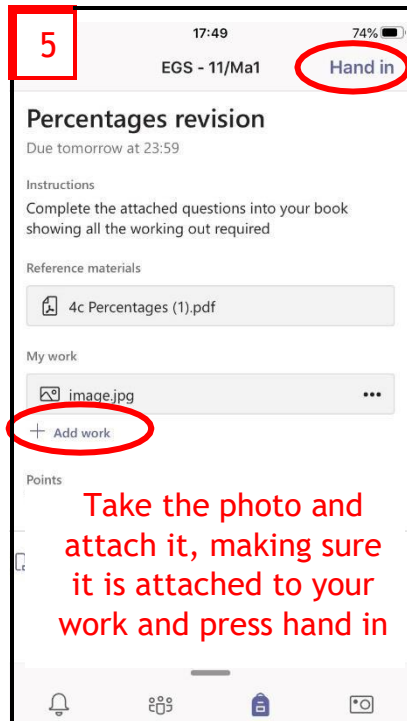 5
17:49
74%
EGS - 11/Ma1
Hand in
Percentages revision
Due tomorrow at 23:59
Instructions
Complete the attached questions into your book
showing all the working out required
Reference materials
4c Percentages (1).pdf
My work
image.jpg
•••
+ Add work
Points
Take the photo and
attach it, making sure
it is attached to your
work and press hand in